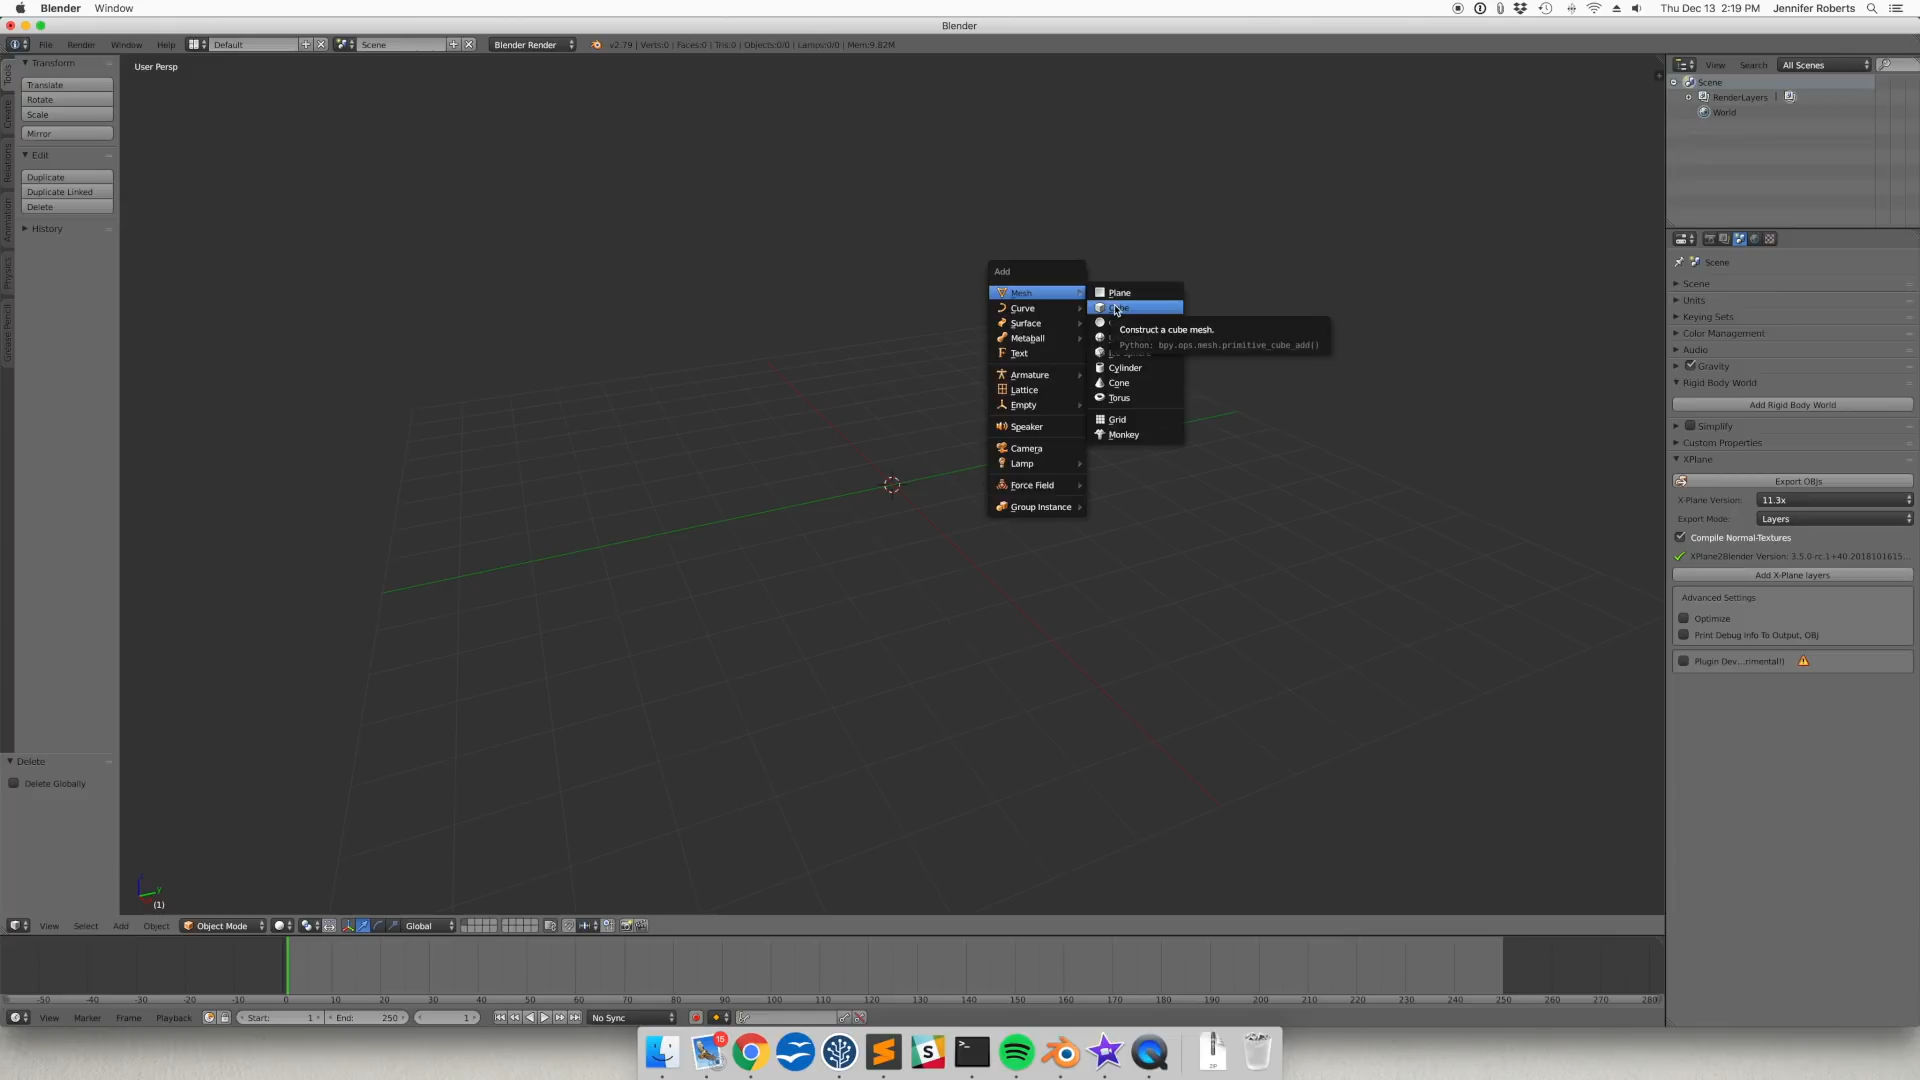 Blender Window
Thu Dec 13 2:19 PM Jennifer Roberts
Blender
File Render Window Help Default Scene Blender Render v2.79 | Verts:0 | Faces:0 | Tris:0 | Objects:0/0 | Lamps:0/0 | Mem:9.82M
Tools
Create
Relations
Animation
Physics
Grease Pencil
Transform
Translate
Rotate
Scale
Mirror
Edit
Duplicate
Duplicate Linked
Delete
History
Delete
Delete Globally
User Persp
Add
Mesh
Curve
Surface
Metaball
Text
Armature
Lattice
Empty
Speaker
Camera
Lamp
Force Field
Group Instance
Plane
Construct a cube mesh.
Python: bpy.ops.mesh.primitive_cube_add()
Cylinder
Cone
Torus
Grid
Monkey
y
(1)
View Search All Scenes
Scene
RenderLayers |
World
Scene
Scene
Units
Keying Sets
Color Management
Audio
Gravity
Rigid Body World
Add Rigid Body World
Simplify
Custom Properties
XPlane
Export OBJs
X-Plane Version: 11.3x
Export Mode: Layers
Compile Normal-Textures
XPlane2Blender Version: 3.5.0-rc.1+40.2018101615...
Add X-Plane layers
Advanced Settings
Optimize
Print Debug Info To Output, OBJ
Plugin Dev...rimental!)
View Select Add Object Object Mode Global
-50 -40 -30 -20 -10 0 10 20 30 40 50 60 70 80 90 100 110 120 130 140 150 160 170 180 190 200 210 220 230 240 250 260 270 280
View Marker Frame Playback Start: 1 End: 250 1 No Sync
15
S
ZIP